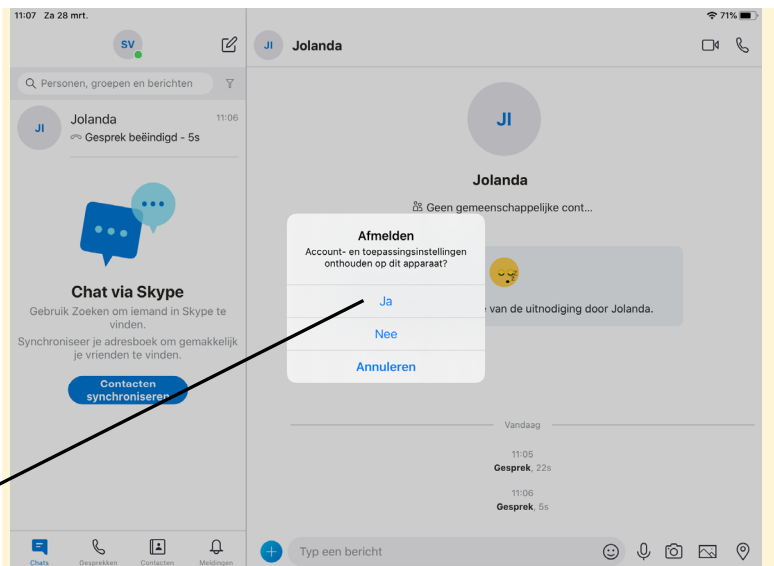 11:07 Za 28 mrt.
71%
SV
JI Jolanda
Personen, groepen en berichten
JI
Jolanda 11:06
Gesprek beëindigd - 5s
JI
Jolanda
Geen gemeenschappelijke cont...
Chat via Skype
Gebruik Zoeken om iemand in Skype te
vinden.
Synchroniseer je adresboek om gemakkelijk
je vrienden te vinden.
Contacten
synchroniseren
Afmelden
Account- en toepassingsinstellingen
onthouden op dit apparaat?
Ja
Nee
Annuleren
van de uitnodiging door Jolanda.
Vandaag
11:05
Gesprek, 22s
11:06
Gesprek, 5s
Typ een bericht
Chats Gesprekken Contacten Meldingen